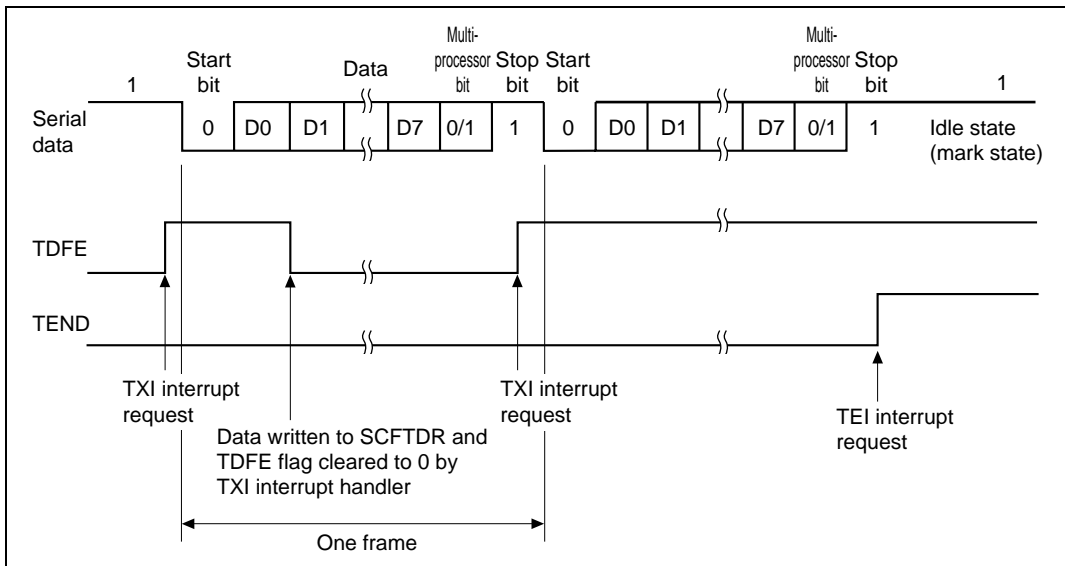 Multi-
processor
bit
Multi-
processor
bit
Start
bit
Data
Stop
bit
Start
bit
Stop
bit
1
1
Serial
data
0
D0
D1
D7
0/1
1
0
D0
D1
D7
0/1
1
Idle state
(mark state)
TDFE
TEND
TXI interrupt
request
TXI interrupt
request
TEI interrupt
request
Data written to SCFTDR and
TDFE flag cleared to 0 by
TXI interrupt handler
One frame